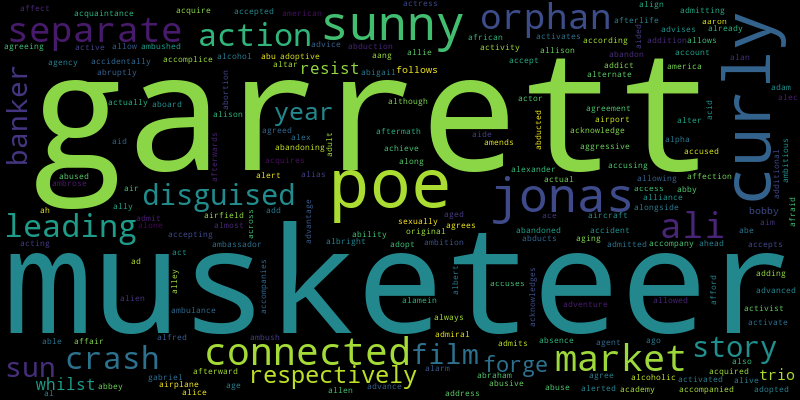 affect acquaintance acquire accepted american actress afterlife align admitting aaron
separate action sunny orphan activates aided advises already
agreeing active allow ambushed advice abduction allie african according additional allows alan
agency accidentally alcohol abu adoptive aang activity allison abandon account
banker abruptly accomplice altar resist follows accept addict america adam alec
garrett curly
actually aboard abortion year abigail although actor alternate agreement airport alter acid
aid alison agreed alex aftermath aide abducted acknowledge alpha additional ambitious
afterwards abandoning adult achieve along amends aggressive accused
abused acquires alert alias alexander accusing affection
ambrose air disguised poe jonas actual allowing access abby
ah ally airfield add advantage sexually aged ace aircraft alliance alongside bobby afraid
leading admit alone almost across original agrees abandoned accident ali aim abe
acting accepting ambassador albright ability adopt ambition abducts aging admitted accompany ahead accepts
musketeer
ad act alley accompanies albert accuses acknowledges adventure allowed afford adding advanced
alien ambulance alamein always activist activate
able affair alfred ambush admiral admits absence agent ago
sun crash connected film forge market story
whilst abbey gabriel afterward respectively alarm abraham agree alcoholic also acquired trio
al airplane alice age allen advance abusive abuse alerted activated alive adopted
address academy accompanied